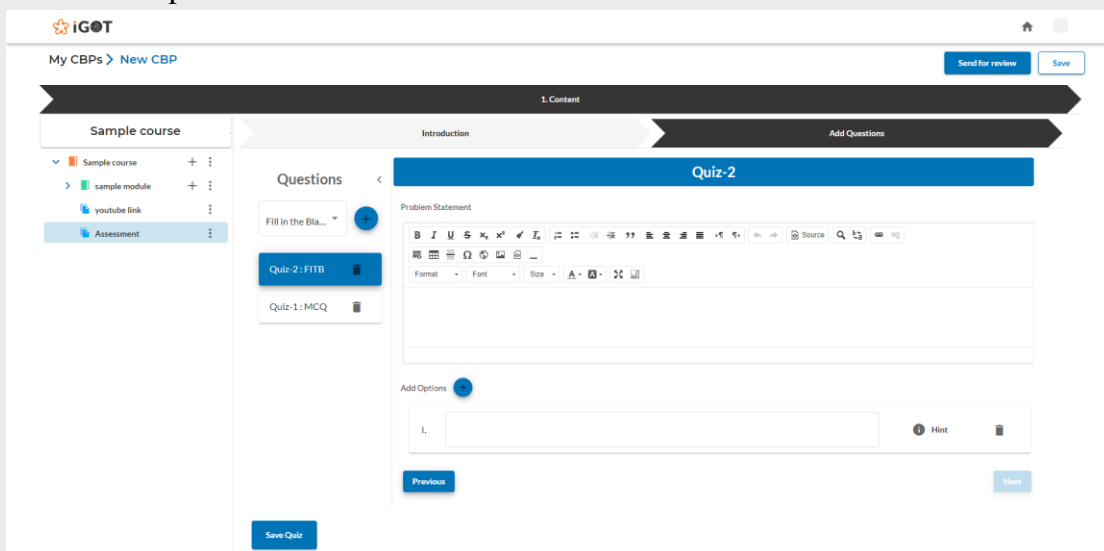 iGOT
My CBPs > New CBP
Send for review
Save
1. Content
Sample course
Introduction
Add Questions
Sample course
sample module
youtube link
Assessment
Questions
Fill in the Bla...
Quiz-2 : FITB
Quiz-1 : MCQ
Quiz-2
Problem Statement
Source
Format
Font
Size
Add Options
I.
Hint
Previous
Next
Save Quiz